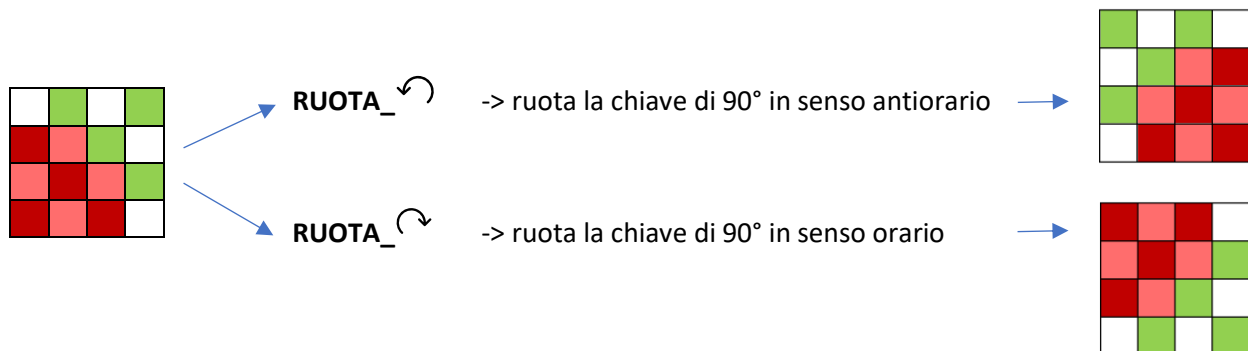 RUOTA_↶ -> ruota la chiave di 90° in senso antiorario
RUOTA_↷ -> ruota la chiave di 90° in senso orario